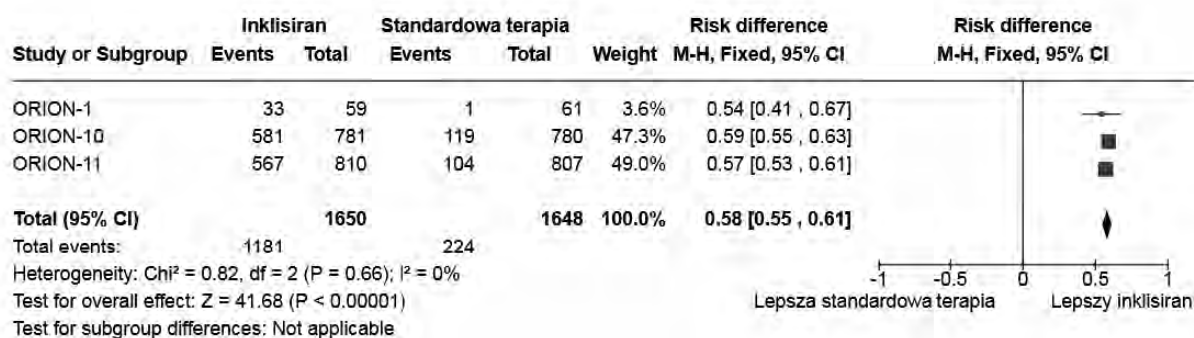 Inklisiran Standardowa terapia Risk difference Risk difference
Study or Subgroup Events Total Events Total Weight M-H, Fixed, 95% CI M-H, Fixed, 95% CI
ORION-1 33 59 1 61 3.6% 0.54 [0.41 , 0.67]
ORION-10 581 781 119 780 47.3% 0.59 [0.55 , 0.63]
ORION-11 567 810 104 807 49.0% 0.57 [0.53 , 0.61]
Total (95% CI) 1650 1648 100.0% 0.58 [0.55 , 0.61]
Total events: 1181 224
Heterogeneity: Chi² = 0.82, df = 2 (P = 0.66); I² = 0%
-1 -0.5 0 0.5 1
Test for overall effect: Z = 41.68 (P < 0.00001)
Lepsza standardowa terapia Lepszy inklisiran
Test for subgroup differences: Not applicable